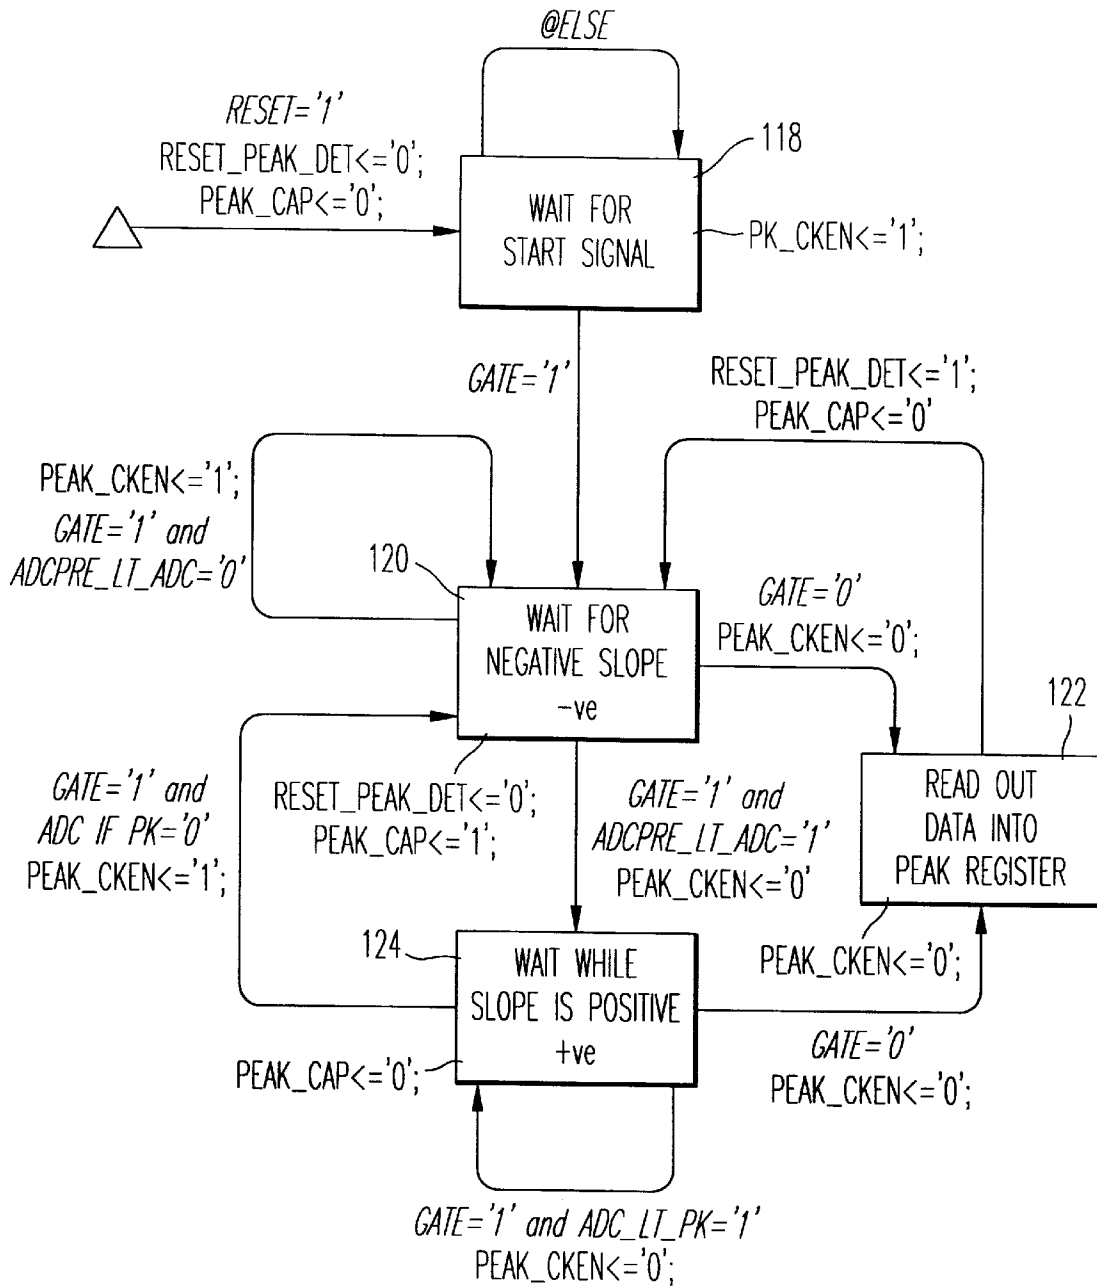 @ELSE
RESET='1'
RESET_PEAK_DET<='0';
PEAK_CAP<='0';
118
WAIT FOR
START SIGNAL
PK_CKEN<='1';
GATE='1'
RESET_PEAK_DET<='1';
PEAK_CAP<='0'
PEAK_CKEN<='1';
GATE='1' and
ADCPRE_LT_ADC='0'
120
WAIT FOR
NEGATIVE SLOPE
-ve
GATE='0'
PEAK_CKEN<='0';
122
READ OUT
DATA INTO
PEAK REGISTER
PEAK_CKEN<='0';
RESET_PEAK_DET<='0';
PEAK_CAP<='1';
GATE='1' and
ADCPRE_LT_ADC='1'
PEAK_CKEN<='0'
GATE='1' and
ADC IF PK='0'
PEAK_CKEN<='1';
124
WAIT WHILE
SLOPE IS POSITIVE
+ve
PEAK_CAP<='0';
GATE='0'
PEAK_CKEN<='0';
GATE='1' and ADC_LT_PK='1'
PEAK_CKEN<='0';